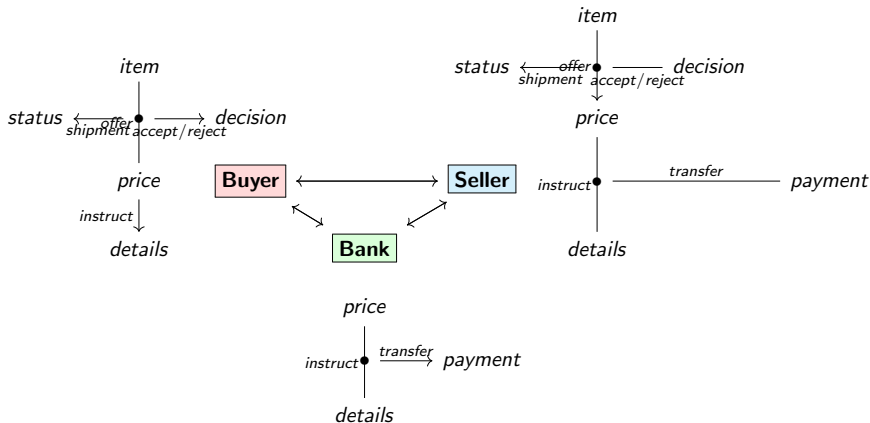 item
status
offer
shipment
accept/reject
decision
price
instruct
details
item
status
offer
shipment
accept/reject
decision
price
instruct
transfer
payment
details
Buyer
Seller
Bank
price
instruct
transfer
payment
details